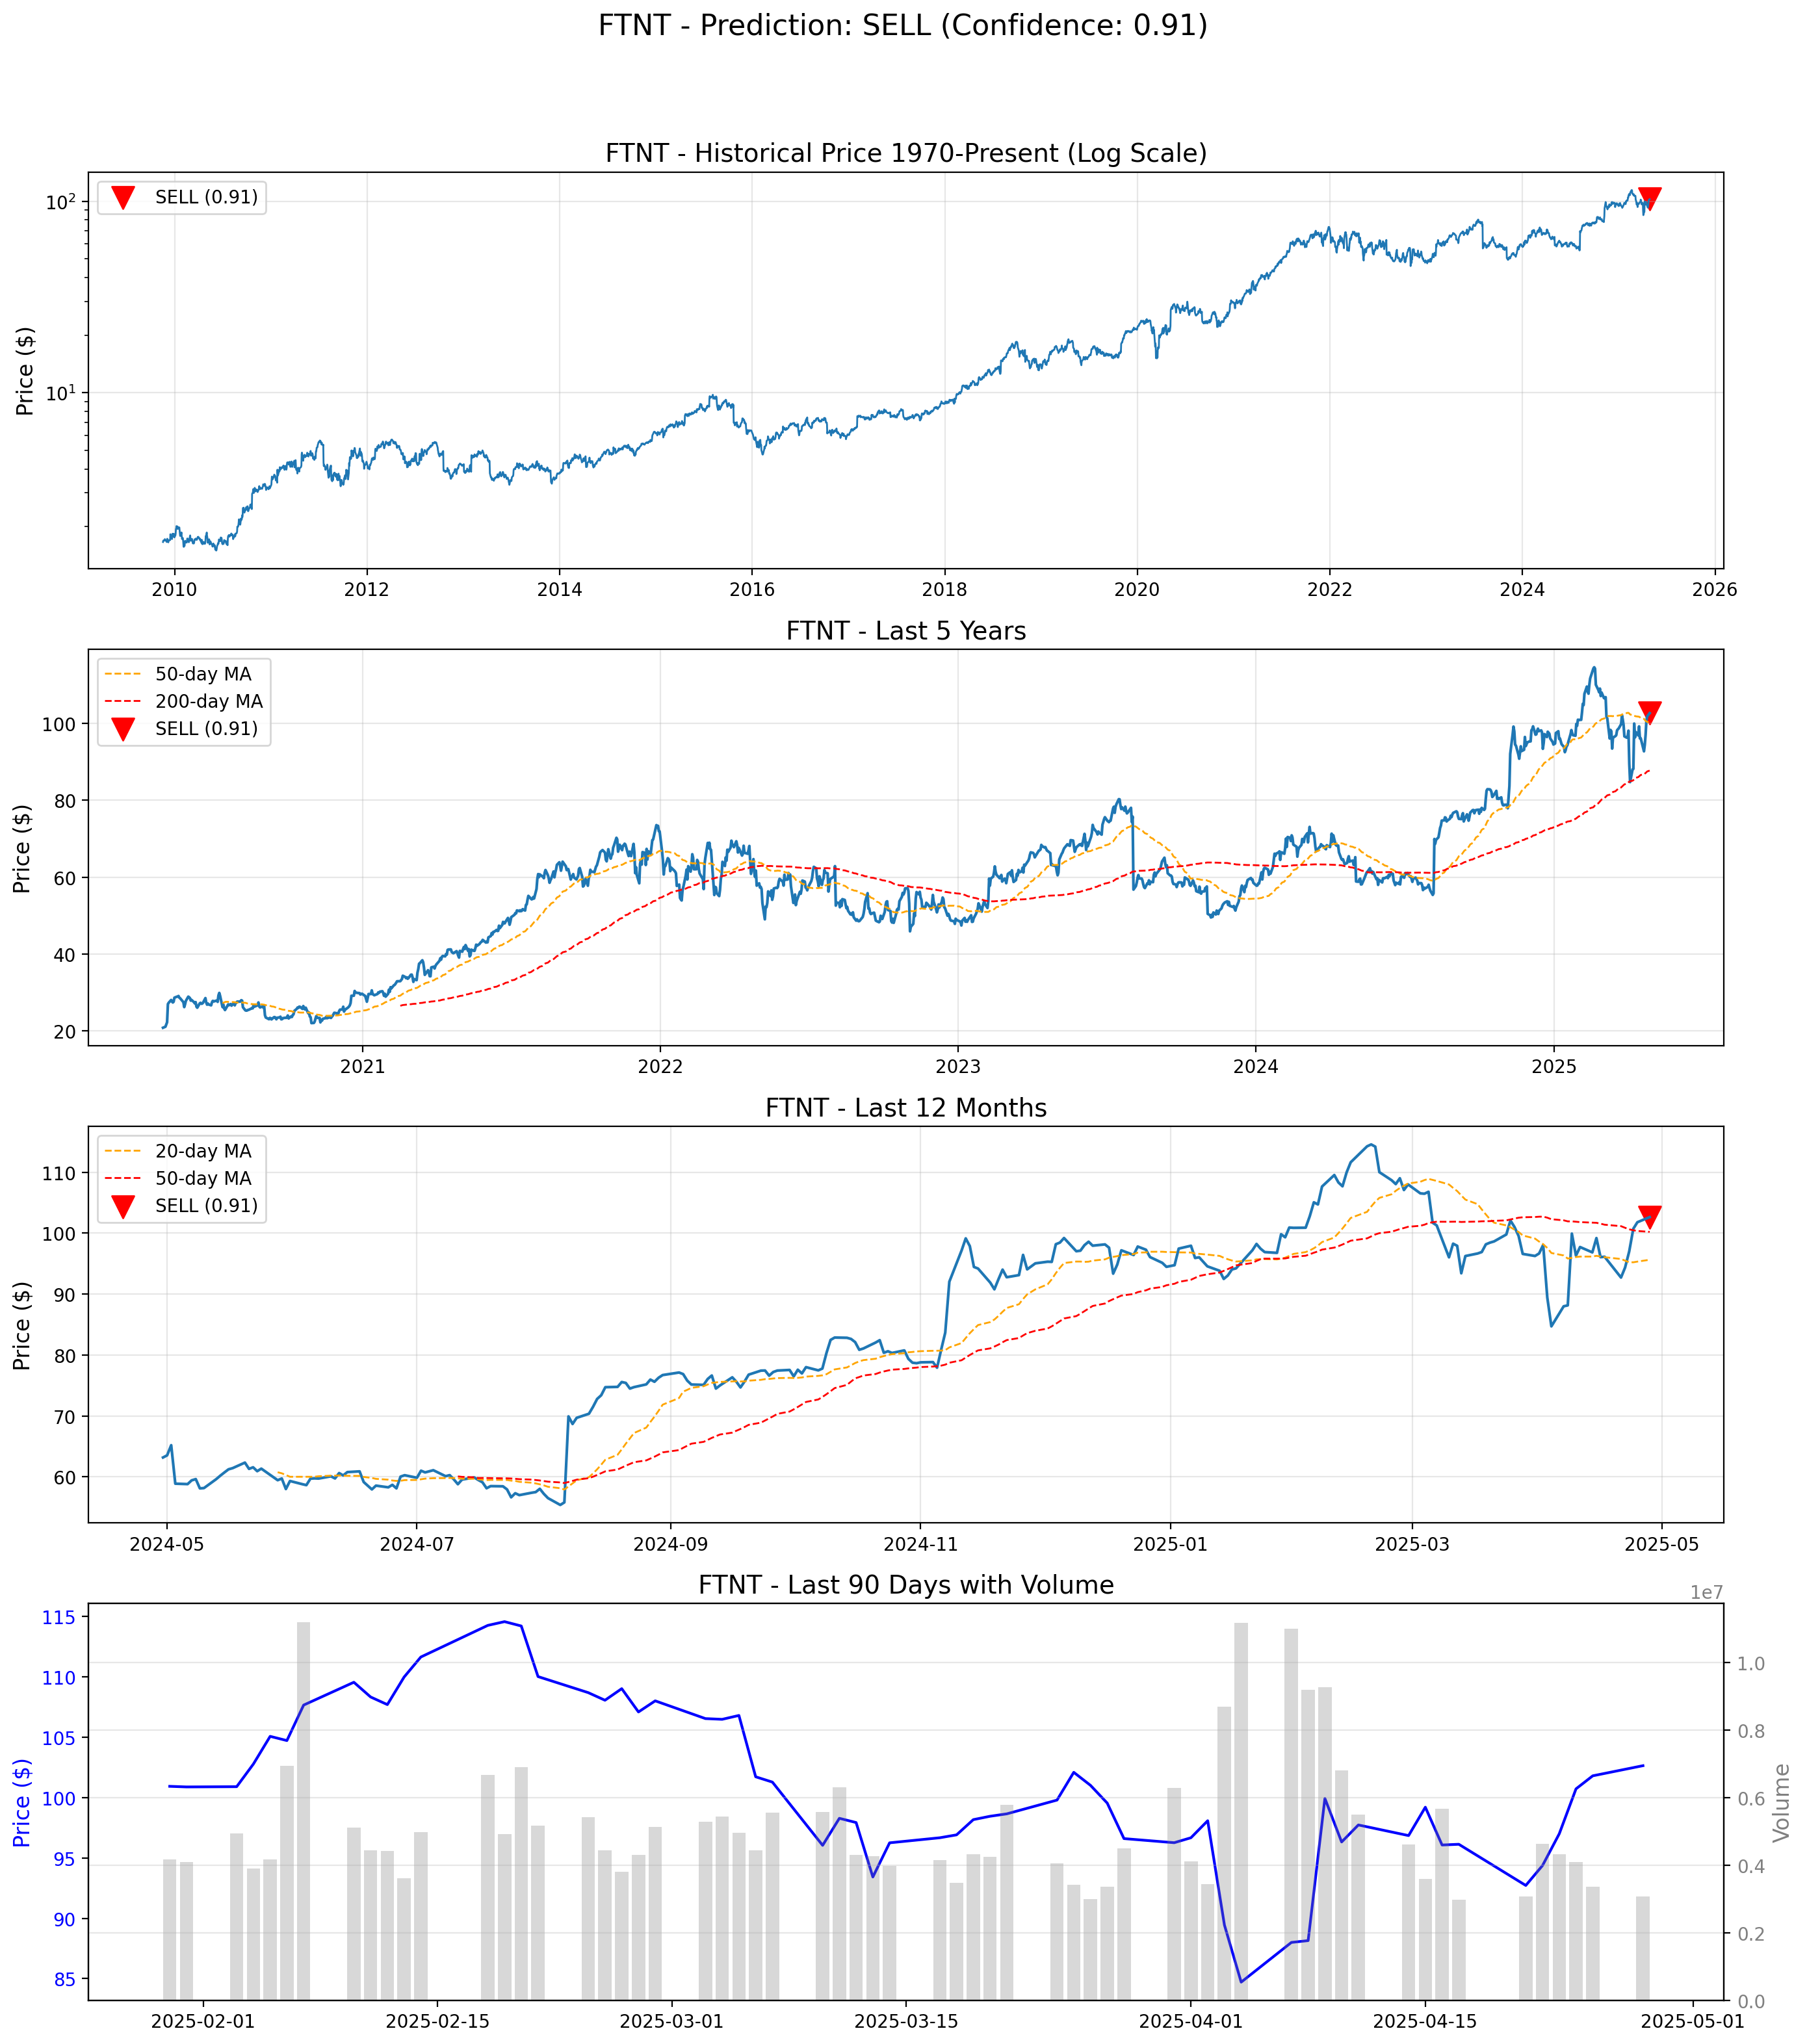 FTNT - Prediction: SELL (Confidence: 0.91)
FTNT - Historical Price 1970-Present (Log Scale)
SELL (0.91)
Price ($)
10²
10¹
2010 2012 2014 2016 2018 2020 2022 2024 2026
FTNT - Last 5 Years
50-day MA
200-day MA
SELL (0.91)
Price ($)
100
80
60
40
20
2021 2022 2023 2024 2025
FTNT - Last 12 Months
20-day MA
50-day MA
SELL (0.91)
Price ($)
110
100
90
80
70
60
2024-05 2024-07 2024-09 2024-11 2025-01 2025-03 2025-05
FTNT - Last 90 Days with Volume
1e7
Price ($)
115
110
105
100
95
90
85
1.0
0.8
0.6
0.4
0.2
0.0
Volume
2025-02-01 2025-02-15 2025-03-01 2025-03-15 2025-04-01 2025-04-15 2025-05-01